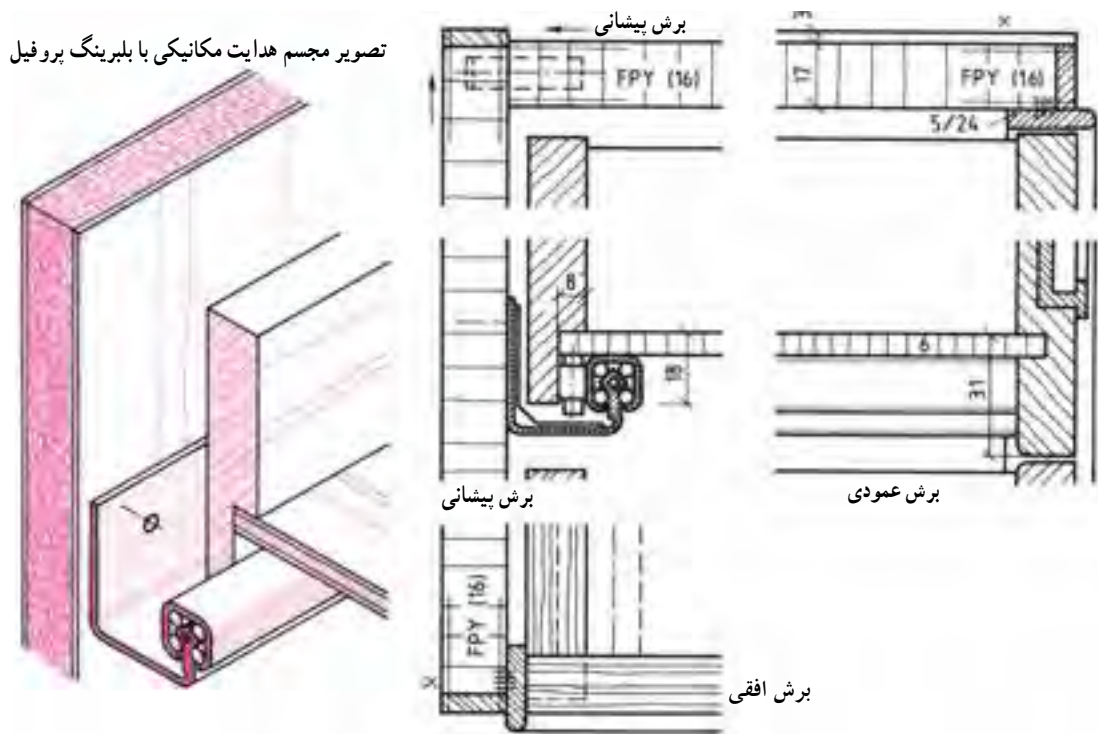 تصویر مجسم هدایت مکانیکی با بلبرینگ پروفیل
برش پیشانی
FPY (16)
17
FPY (16)
5/24
8
18
6
31
برش پیشانی
برش عمودی
FPY (16)
برش افقی